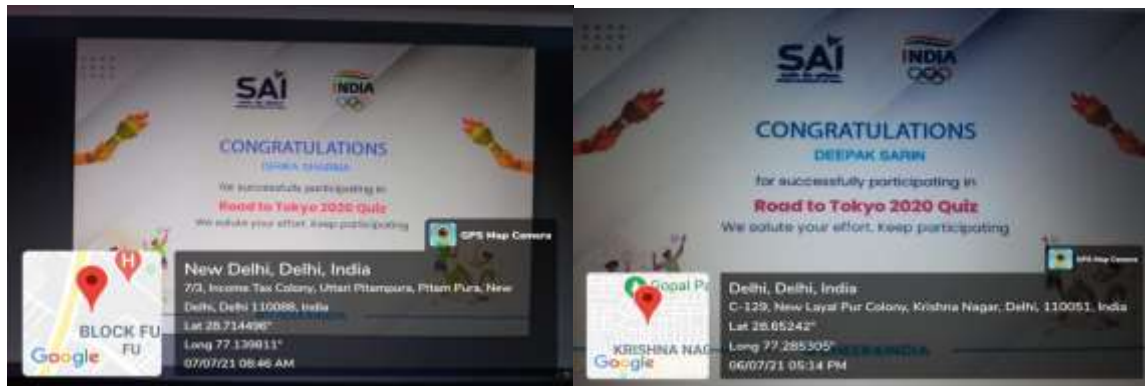 SAI
INDIA
CONGRATULATIONS
for successfully participating in
Road to Tokyo 2020 Quiz
We salute your effort. Keep participating
GPS Map Camera
H
BLOCK FU
FU
Google
New Delhi, Delhi, India
7/3, Income Tax Colony, Uttari Pitampura, Pitam Pura, New
Delhi, Delhi 110088, India
Lat 28.714496°
Long 77.139811°
07/07/21 08:46 AM
SAI
INDIA
CONGRATULATIONS
DEEPAK SARIN
for successfully participating in
Road to Tokyo 2020 Quiz
We salute your effort. Keep participating
GPS Map Camera
Gopal Pa
KRISHNA NAG
Google
Delhi, Delhi, India
C-129, New Layal Pur Colony, Krishna Nagar, Delhi, 110051, India
Lat 28.65242°
Long 77.285305°
06/07/21 05:14 PM